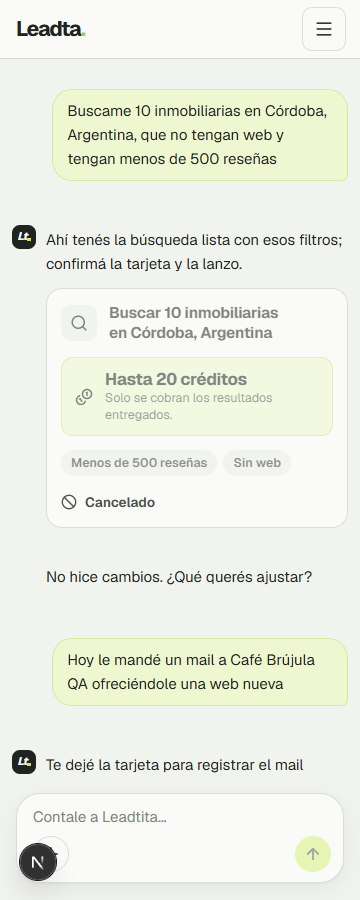 Leadta.
Buscame 10 inmobiliarias en Córdoba,
Argentina, que no tengan web y
tengan menos de 500 reseñas
Lt.
Ahí tenés la búsqueda lista con esos filtros;
confirmá la tarjeta y la lanzo.
Buscar 10 inmobiliarias
en Córdoba, Argentina
Hasta 20 créditos
Solo se cobran los resultados
entregados.
Menos de 500 reseñas
Sin web
Cancelado
No hice cambios. ¿Qué querés ajustar?
Hoy le mandé un mail a Café Brújula
QA ofreciéndole una web nueva
Lt.
Te dejé la tarjeta para registrar el mail
Contale a Leadtita...
N